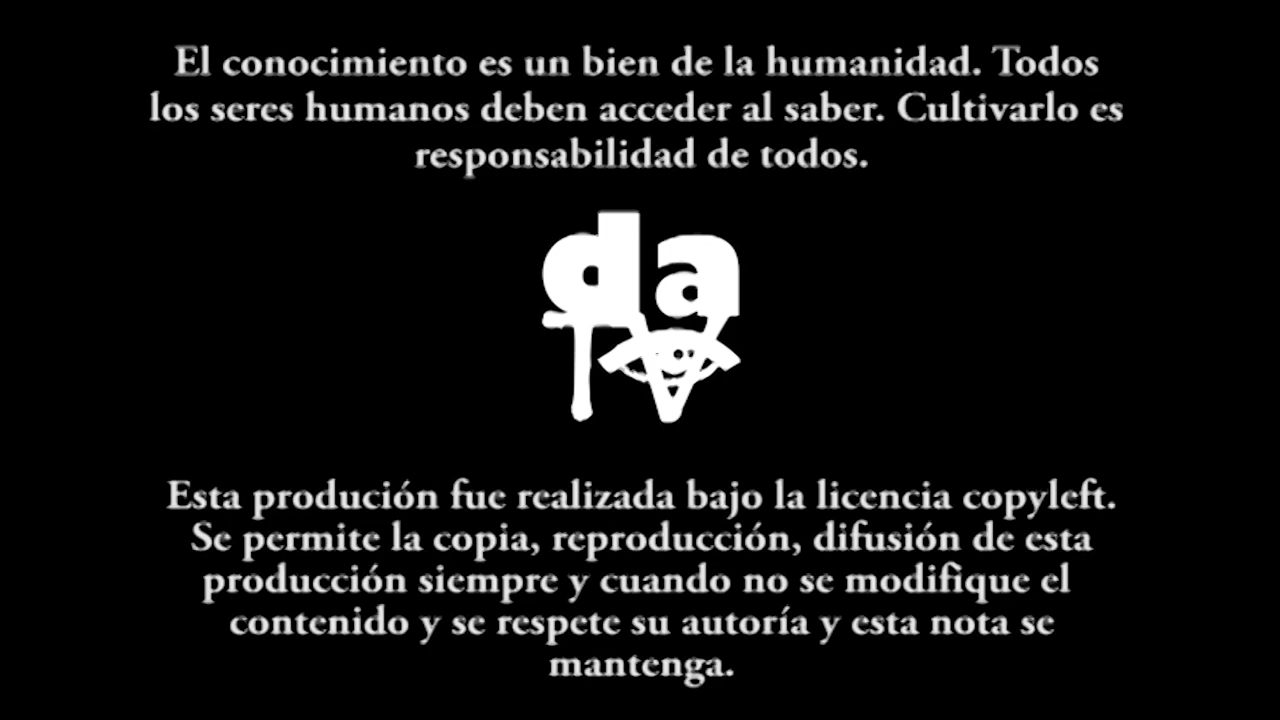 El conocimiento es un bien de la humanidad. Todos
los seres humanos deben acceder al saber. Cultivarlo es
responsabilidad de todos.
da
TV
Esta produción fue realizada bajo la licencia copyleft.
Se permite la copia, reproducción, difusión de esta
producción siempre y cuando no se modifique el
contenido y se respete su autoría y esta nota se
mantenga.